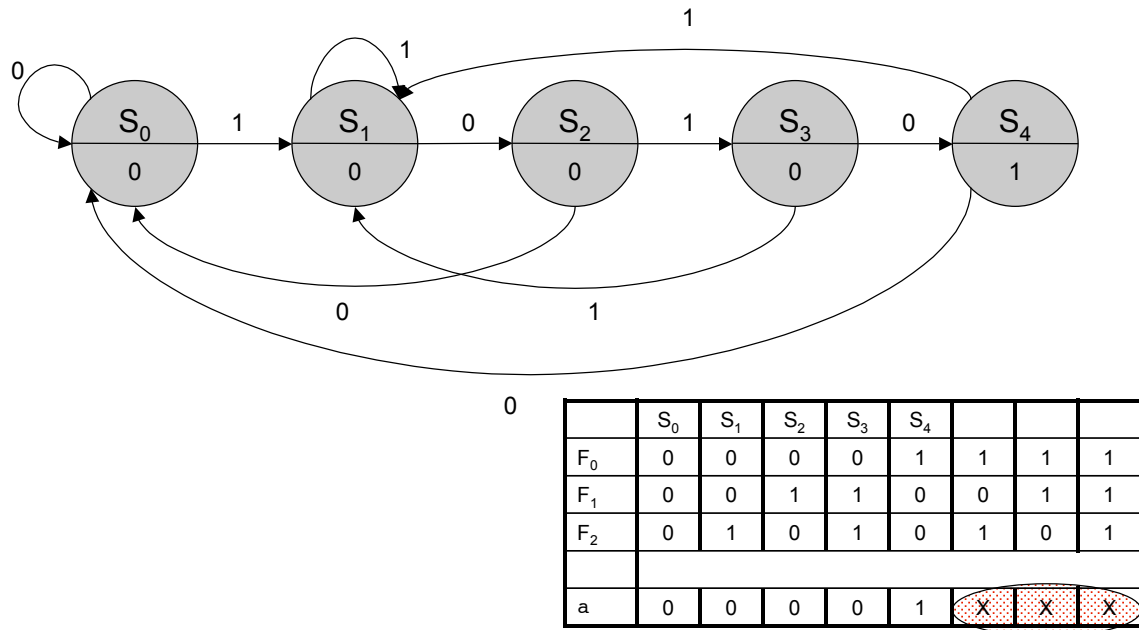 1
0
1
S₀ 1 S₁ 0 S₂ 1 S₃ 0 S₄
0 0 0 0 1
0 1
0
S₀ S₁ S₂ S₃ S₄
F₀ 0 0 0 0 1 1 1 1
F₁ 0 0 1 1 0 0 1 1
F₂ 0 1 0 1 0 1 0 1
a 0 0 0 0 1 X X X